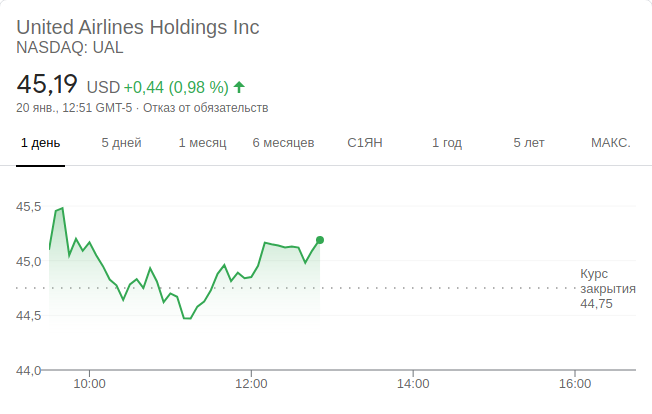 United Airlines Holdings Inc
NASDAQ: UAL
45,19 USD +0,44 (0,98 %)
20 янв., 12:51 GMT-5 · Отказ от обязательств
1 день 5 дней 1 месяц 6 месяцев С1ЯН 1 год 5 лет МАКС.
45,5
45,0
Курс
закрытия
44,75
44,5
44,0
10:00 12:00 14:00 16:00